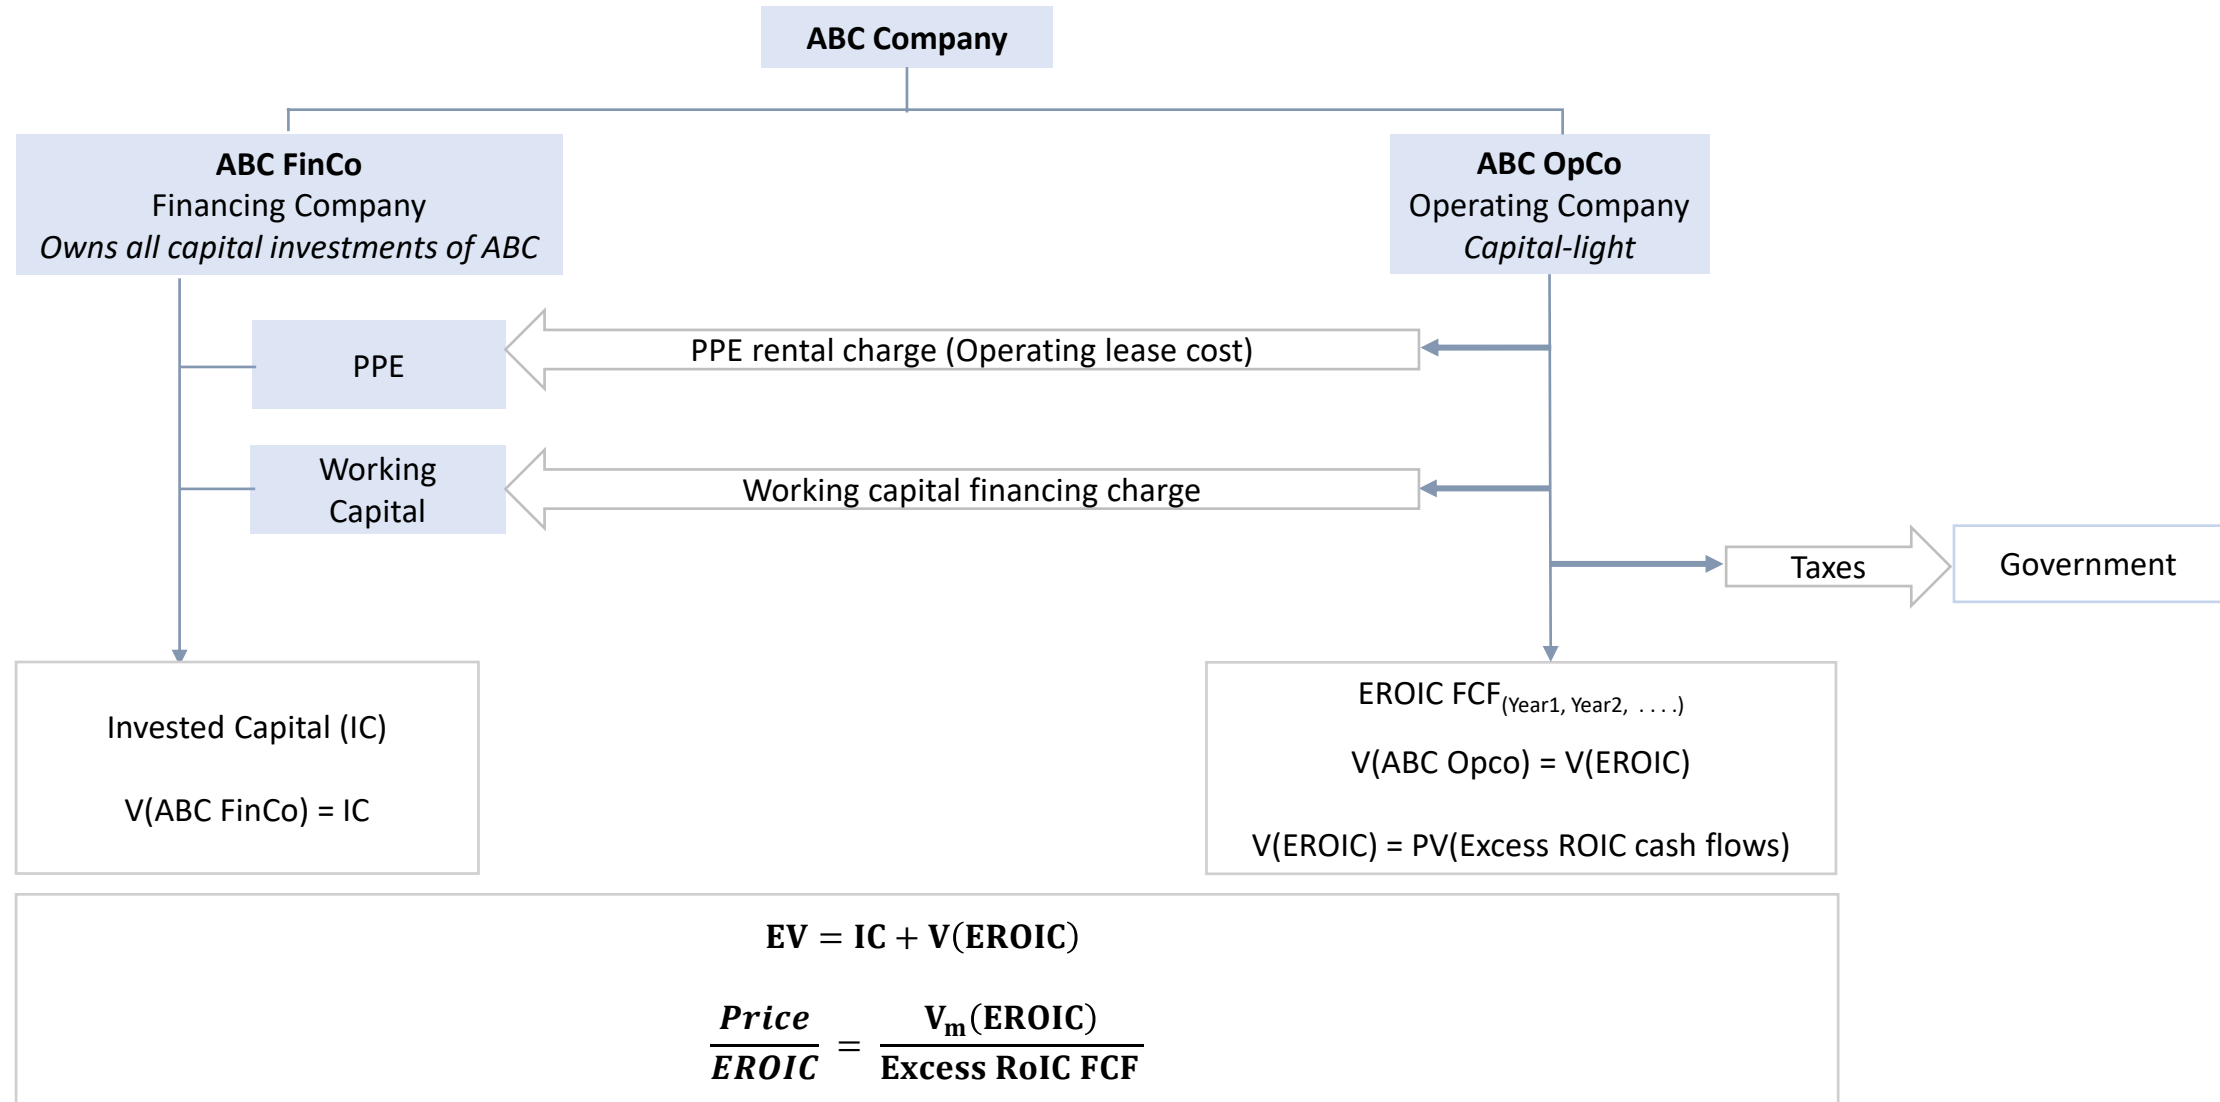 ABC Company
ABC FinCo
Financing Company
Owns all capital investments of ABC
ABC OpCo
Operating Company
Capital-light
PPE
PPE rental charge (Operating lease cost)
Working
Capital
Working capital financing charge
Taxes
Government
Invested Capital (IC)
V(ABC FinCo) = IC
EROIC FCF(Year1, Year2, . . . .)
V(ABC Opco) = V(EROIC)
V(EROIC) = PV(Excess ROIC cash flows)
EV = IC + V(EROIC)
Price / EROIC = Vm(EROIC) / Excess RoIC FCF